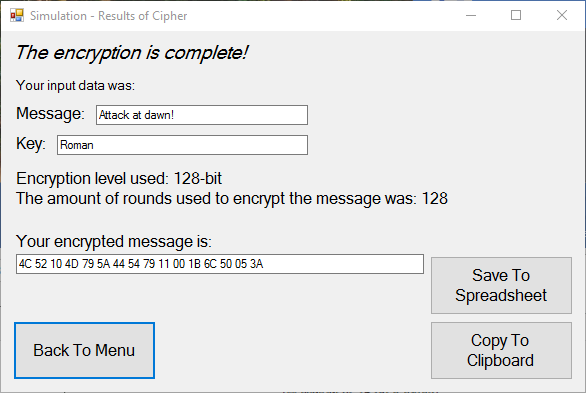 Simulation - Results of Cipher
The encryption is complete!
Your input data was:
Message: Attack at dawn!
Key: Roman
Encryption level used: 128-bit
The amount of rounds used to encrypt the message was: 128
Your encrypted message is:
4C 52 10 4D 79 5A 44 54 79 11 00 1B 6C 50 05 3A
Save To
Spreadsheet
Back To Menu
Copy To
Clipboard